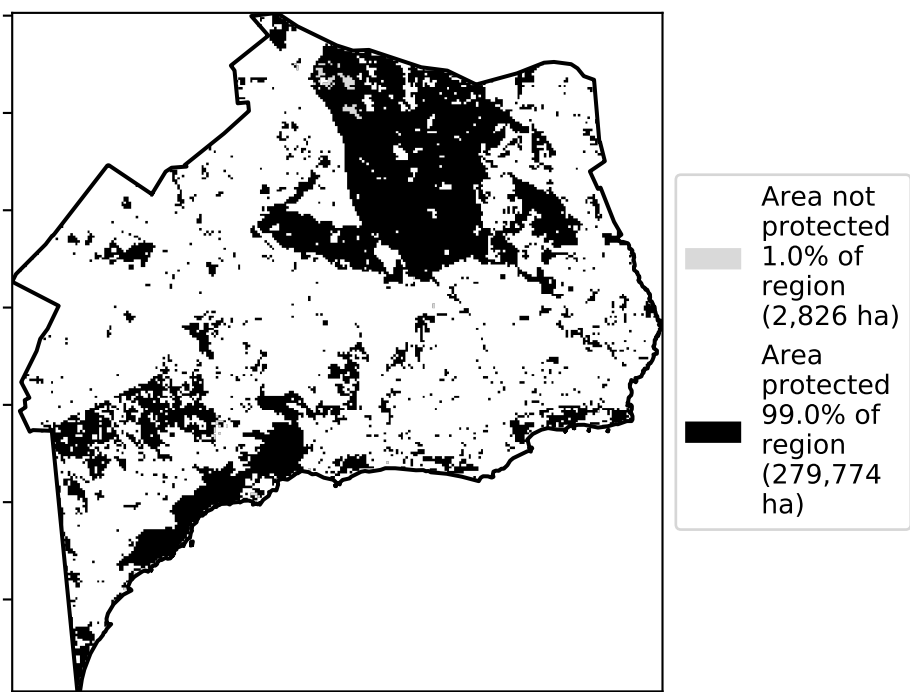 Area not
protected
1.0% of
region
(2,826 ha)
Area
protected
99.0% of
region
(279,774
ha)